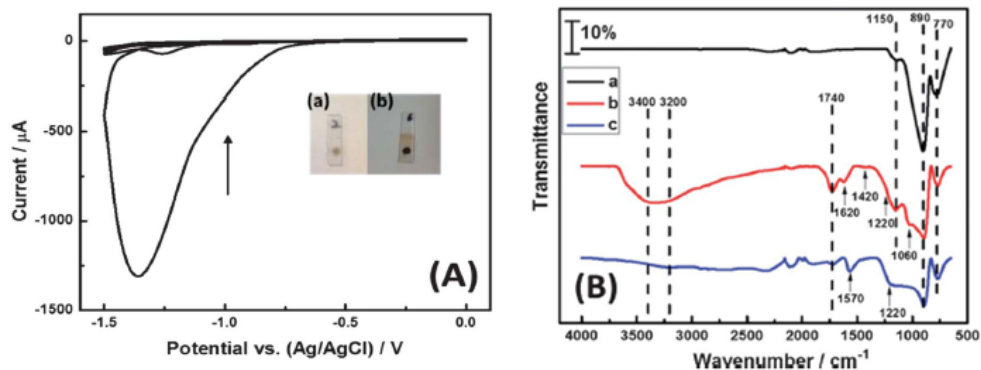 0
-500
-1000
-1500
Current / µA
(a)
(b)
(A)
-1.5
-1.0
-0.5
0.0
Potential vs. (Ag/AgCl) / V
10%
1150
890
770
a
b
c
3400
3200
1740
1620
1420
1220
1060
1570
1220
(B)
Transmittance
4000
3500
3000
2500
2000
1500
1000
500
Wavenumber / cm⁻¹